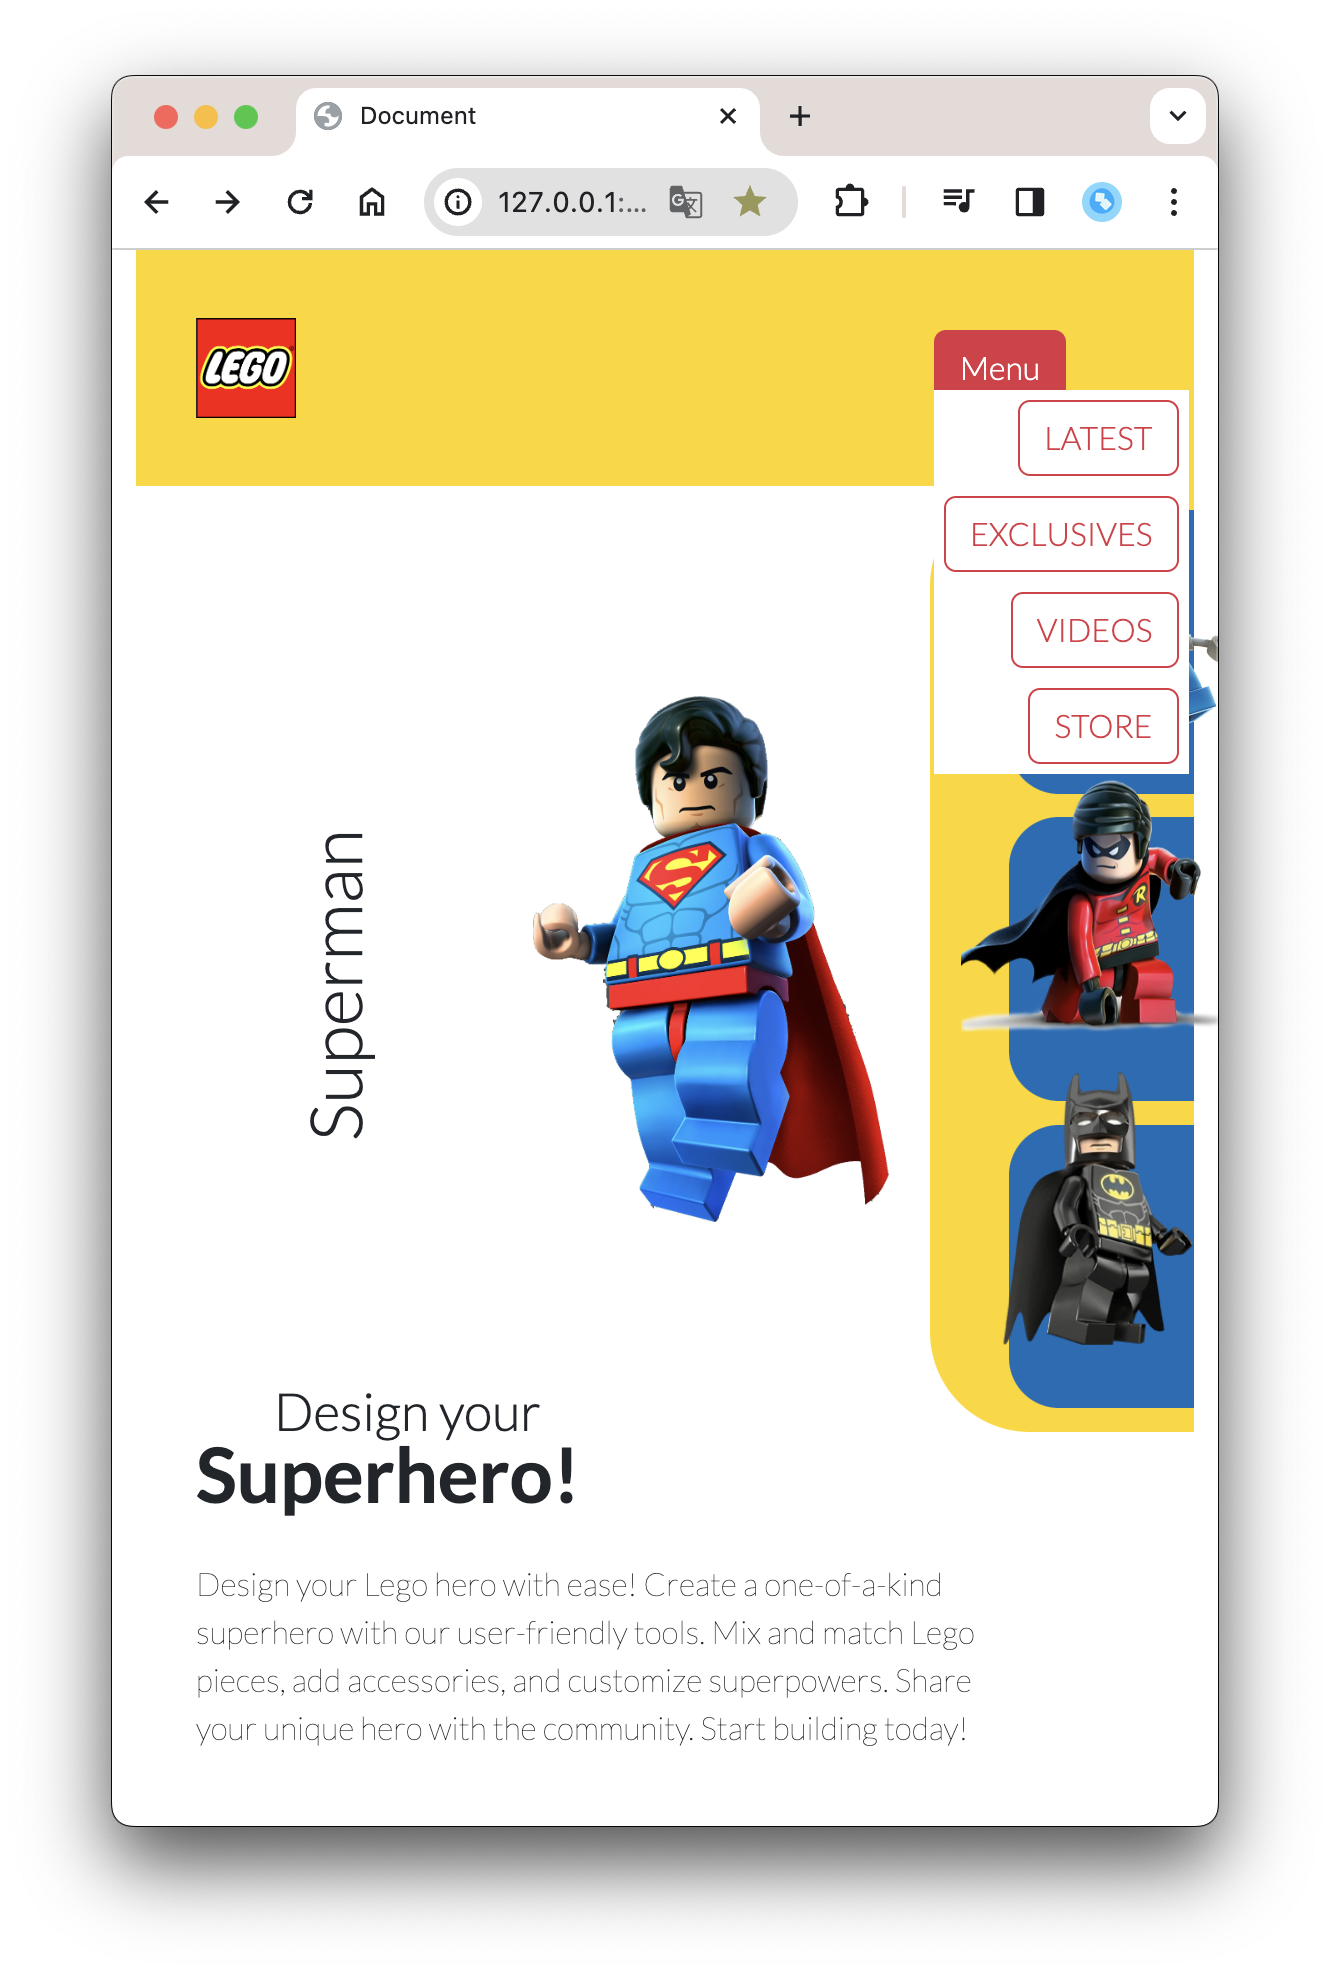 Document
127.0.0.1:...
LEGO
Menu
LATEST
EXCLUSIVES
VIDEOS
STORE
Superman
Design your
Superhero!
Design your Lego hero with ease! Create a one-of-a-kind
superhero with our user-friendly tools. Mix and match Lego
pieces, add accessories, and customize superpowers. Share
your unique hero with the community. Start building today!